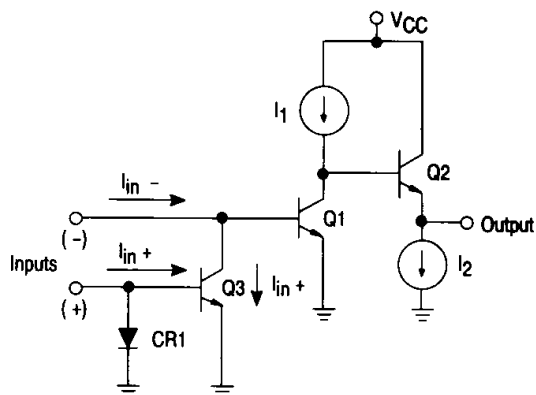 VCC
I1
Q2
Iin −
Q1
Output
(−)
Iin +
Inputs
Q3
Iin +
I2
(+)
CR1